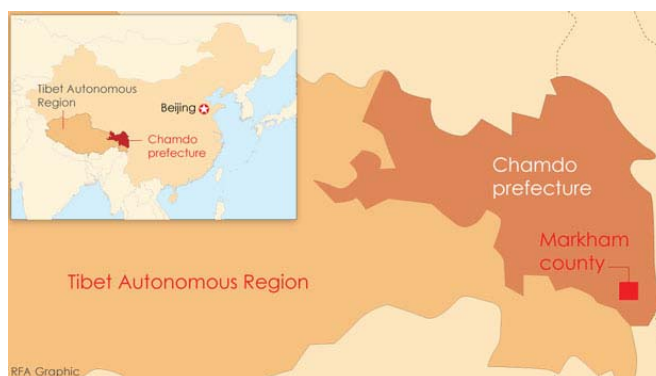 Tibet Autonomous
Region
Beijing
Chamdo
prefecture
Chamdo
prefecture
Markham
county
Tibet Autonomous Region
RFA Graphic